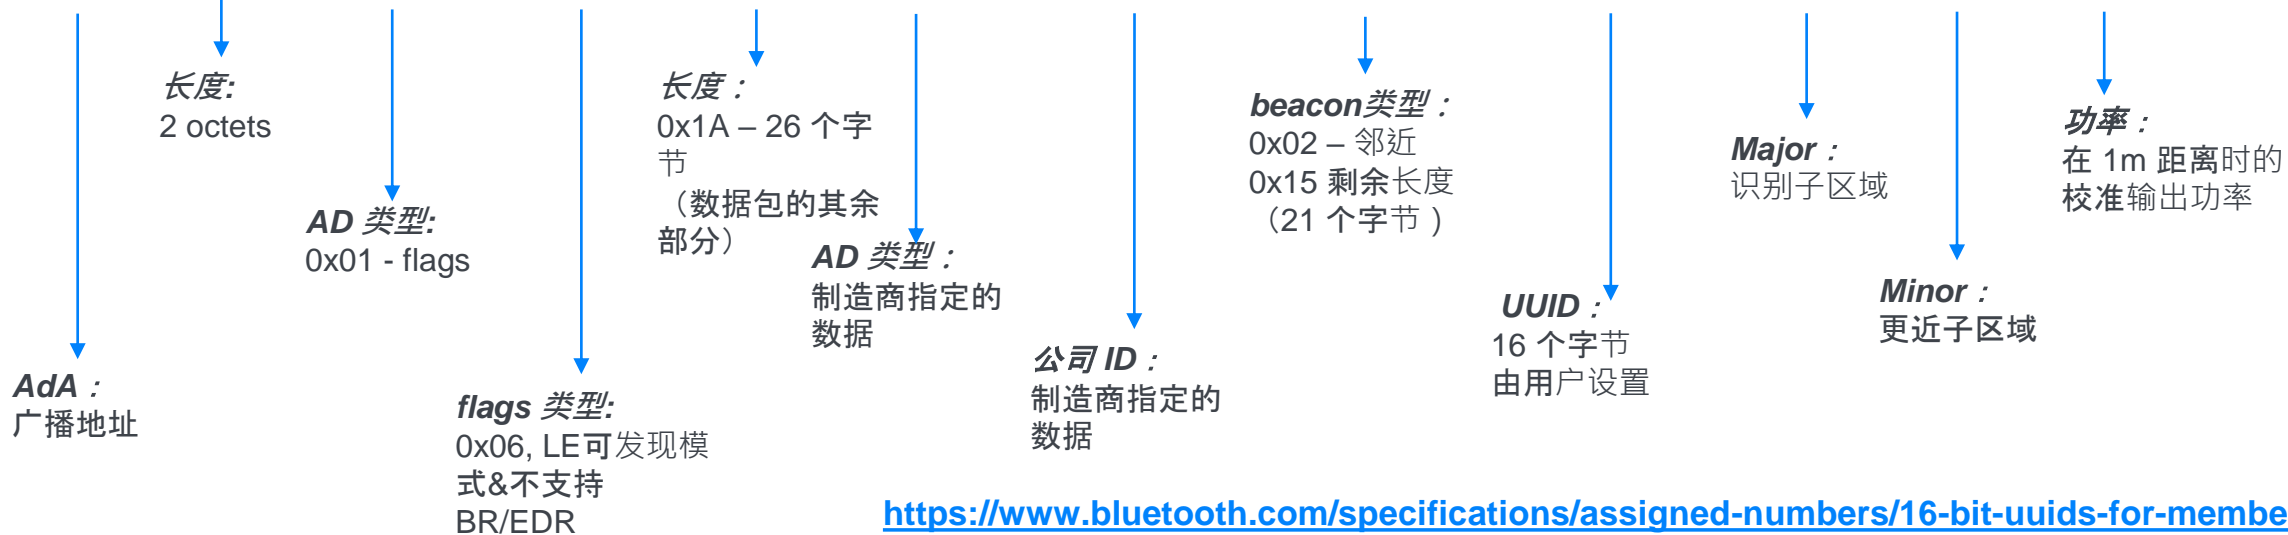 AdA：
广播地址
长度:
2 octets
AD 类型:
0x01 - flags
flags 类型:
0x06, LE可发现模
式&不支持
BR/EDR
长度：
0x1A – 26 个字
节
（数据包的其余
部分）
AD 类型：
制造商指定的
数据
公司 ID：
制造商指定的
数据
beacon类型：
0x02 – 邻近
0x15 剩余长度
（21 个字节 )
UUID：
16 个字节
由用户设置
Major：
识别子区域
Minor：
更近子区域
功率：
在 1m 距离时的
校准输出功率
https://www.bluetooth.com/specifications/assigned-numbers/16-bit-uuids-for-membe